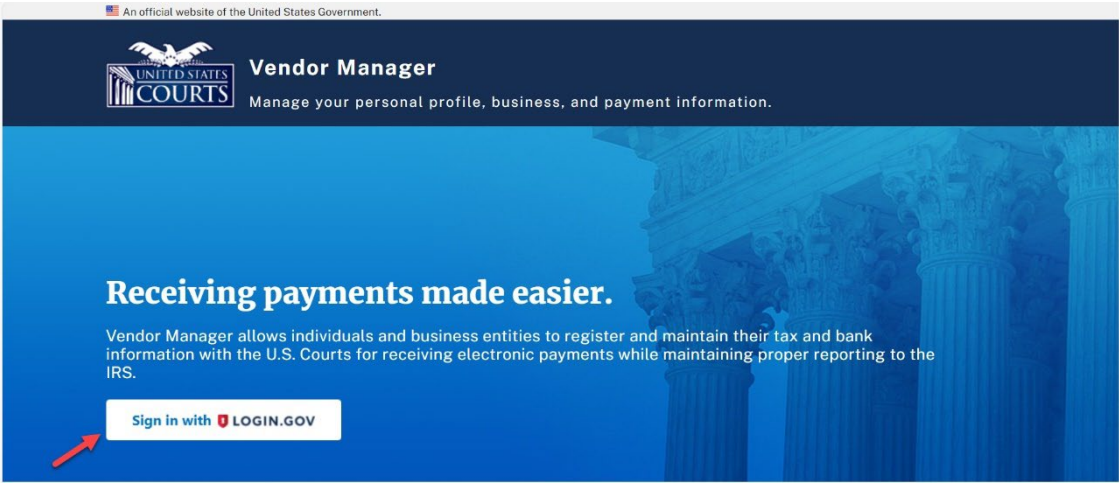 An official website of the United States Government.
UNITED STATES
COURTS
Vendor Manager
Manage your personal profile, business, and payment information.
Receiving payments made easier.
Vendor Manager allows individuals and business entities to register and maintain their tax and bank
information with the U.S. Courts for receiving electronic payments while maintaining proper reporting to the
IRS.
Sign in with LOGIN.GOV